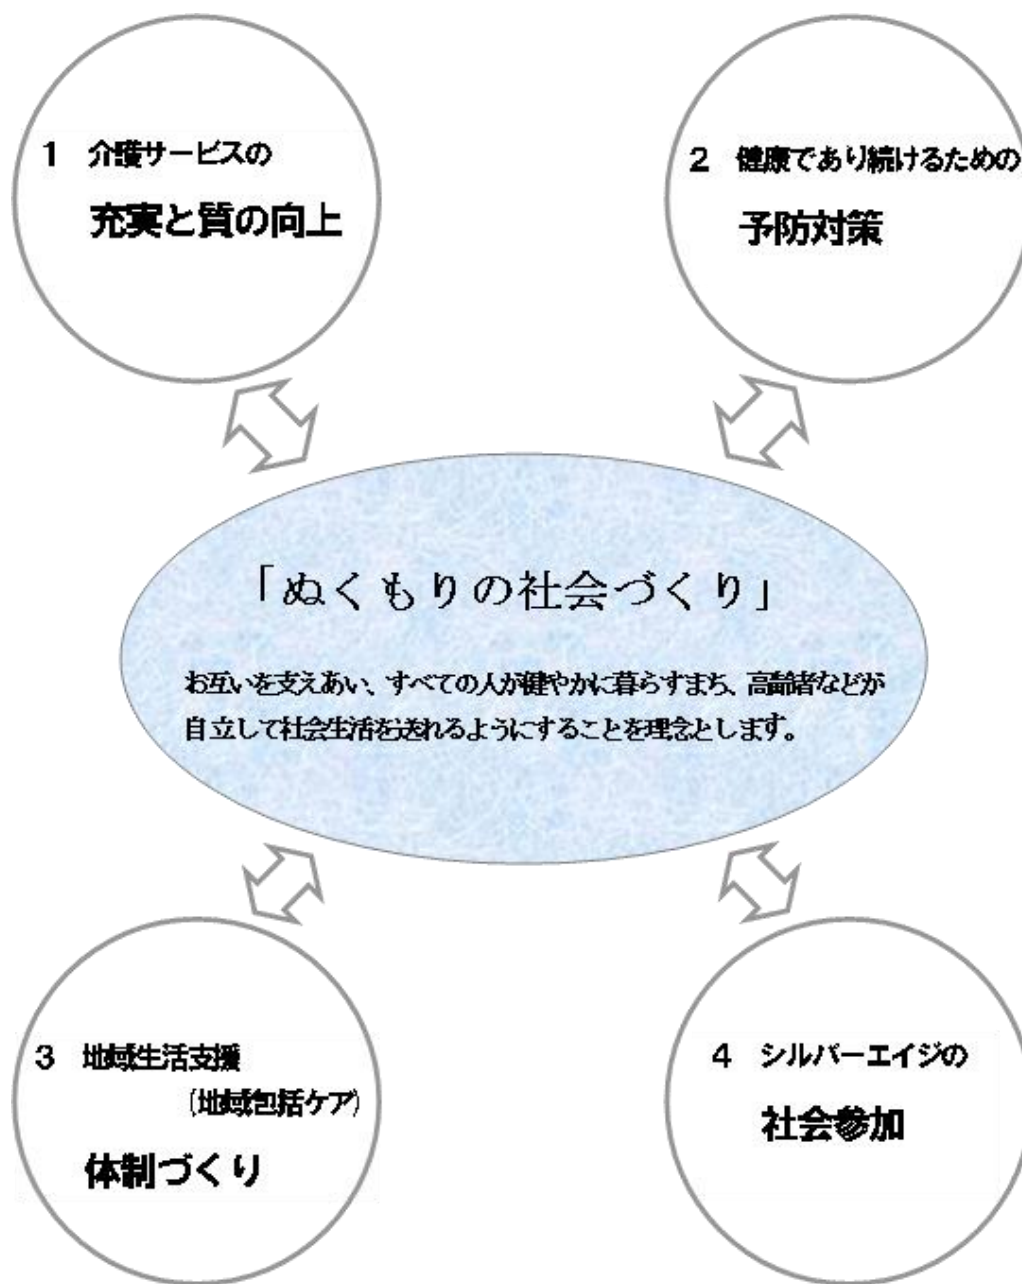 1 介護サービスの
充実と質の向上
2 健康であり続けるための
予防対策
「ぬくもりの社会づくり」
お互いを支えあい、すべての人が健やかに暮らすまち、高齢者などが
自立して社会生活を送れるようにすることを理念とします。
3 地域生活支援
(地域包括ケア)
体制づくり
4 シルバーエイジの
社会参加